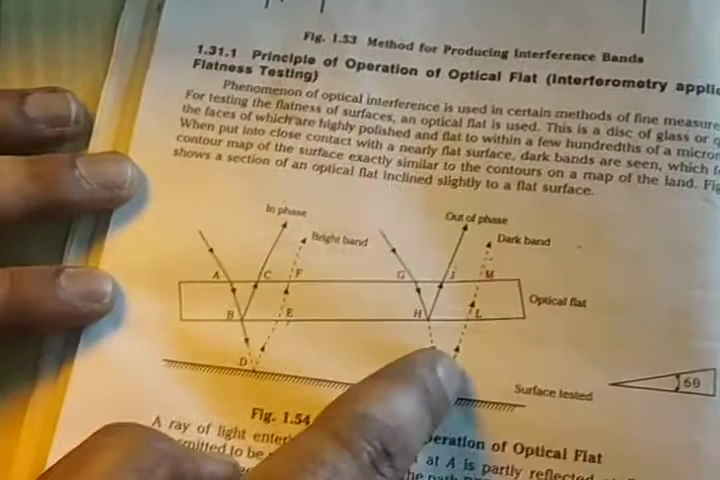 Fig. 1.53 Method for Producing Interference Bands
1.31.1 Principle of Operation of Optical Flat (Interferometry
Flatness Testing)
Phenomenon of optical interference is used in certain methods of fine
For testing the flatness of surfaces, an optical flat is used. This is a disc of glass or
the faces of which are highly polished and flat to within a few hundredths of a micron
When put into close contact with a nearly flat surface, dark bands are seen, which
contour map of the surface exactly similar to the contours on a map of the land.
shows a section of an optical flat inclined slightly to a flat surface.
In phase
Out of phase
Bright band
Dark band
A C F G J M
Optical flat
B E H L
D
Surface tested
60
Fig. 1.54
eration of Optical Flat
A ray of light
at A is partly reflected
to be